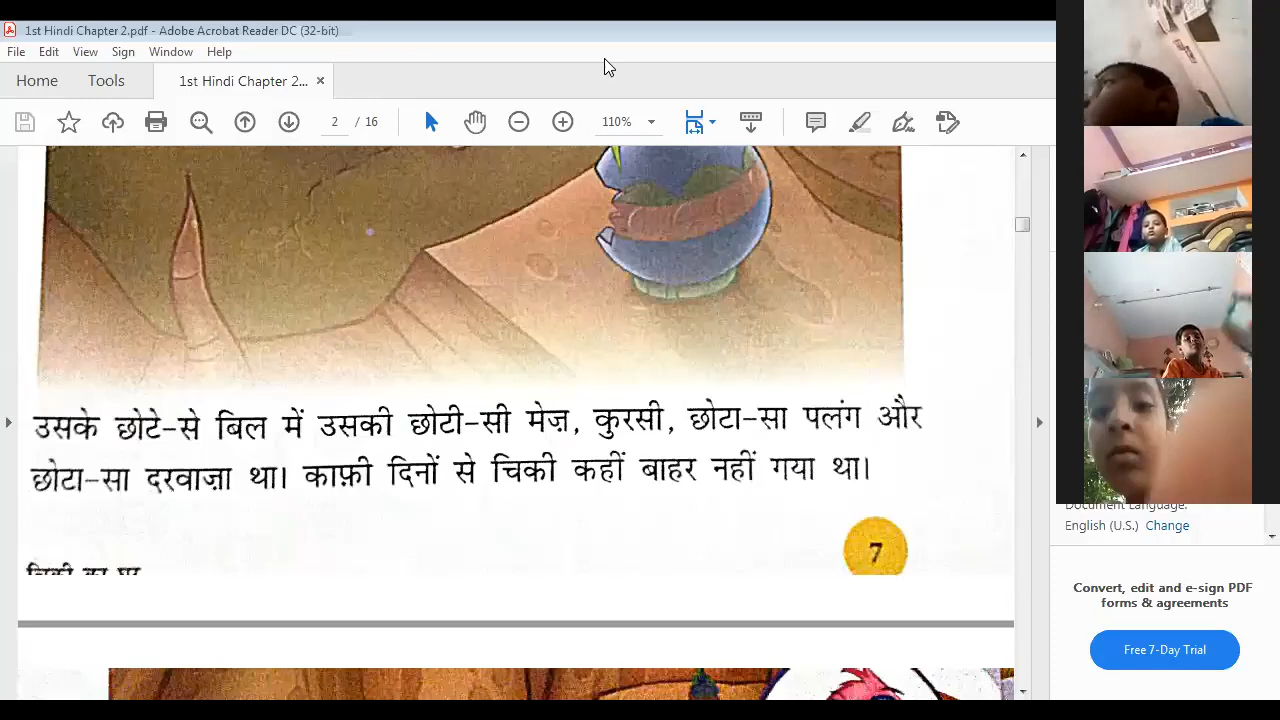 1st Hindi Chapter 2.pdf - Adobe Acrobat Reader DC (32-bit)
File Edit View Sign Window Help
Home Tools 1st Hindi Chapter 2... ×
2 / 16 110%
उसके छोटे-से बिल में उसकी छोटी-सी मेज़, कुरसी, छोटा-सा पलंग और
छोटा-सा दरवाज़ा था। काफ़ी दिनों से चिकी कहीं बाहर नहीं गया था।
7
चिकी का घर
Document Language:
English (U.S.) Change
Convert, edit and e-sign PDF
forms & agreements
Free 7-Day Trial